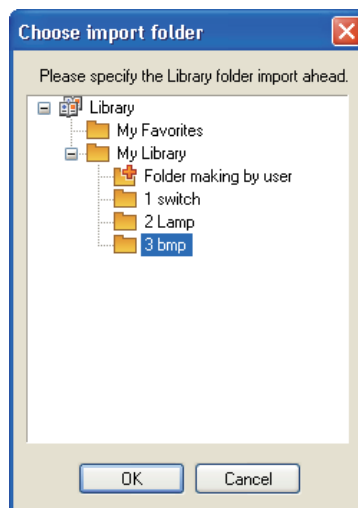 Choose import folder
Please specify the Library folder import ahead.
Library
My Favorites
My Library
Folder making by user
1 switch
2 Lamp
3 bmp
OK
Cancel